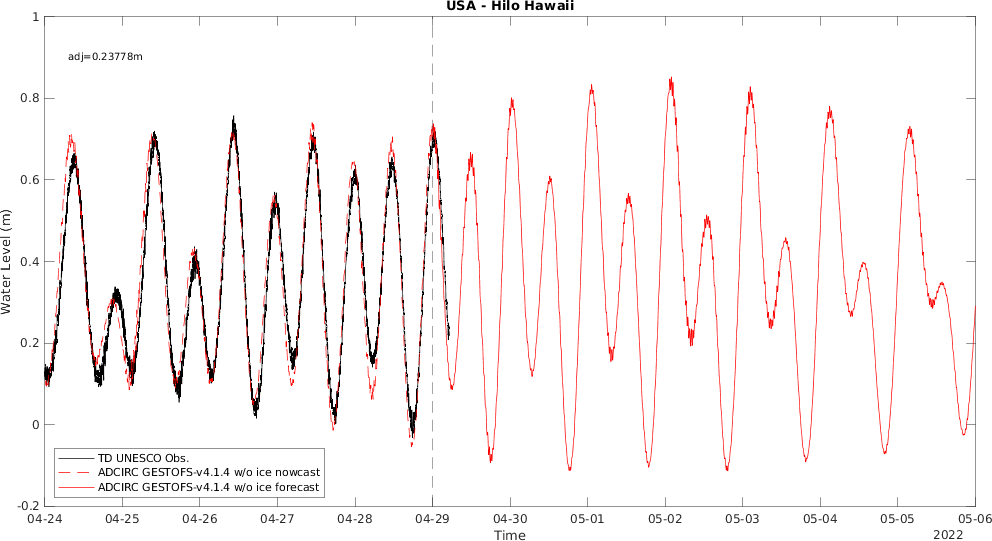 USA - Hilo Hawaii
adj=0.23778m
1
0.8
0.6
0.4
0.2
0
-0.2
Water Level (m)
TD UNESCO Obs.
ADCIRC GESTOFS-v4.1.4 w/o ice nowcast
ADCIRC GESTOFS-v4.1.4 w/o ice forecast
04-24 04-25 04-26 04-27 04-28 04-29 04-30 05-01 05-02 05-03 05-04 05-05 05-06
Time
2022